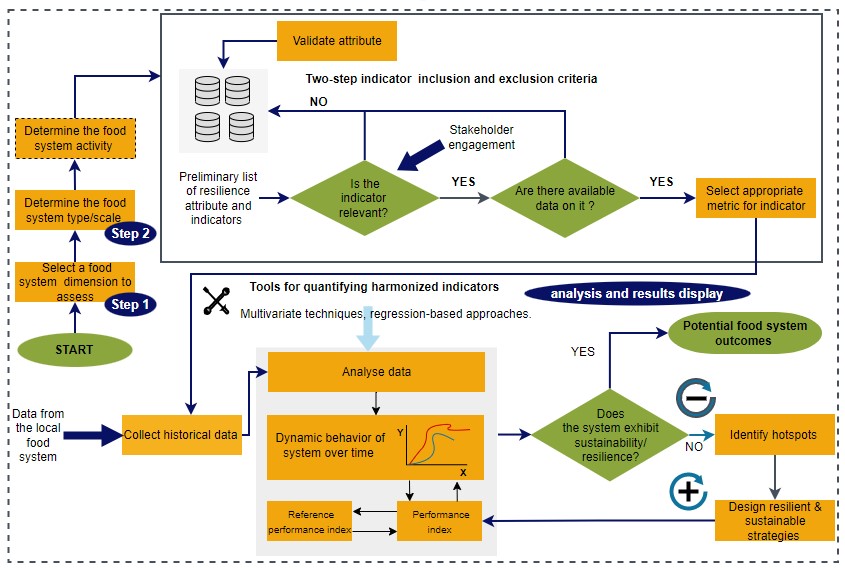 Validate attribute
Two-step indicator inclusion and exclusion criteria
NO
Stakeholder
engagement
Determine the food
system activity
Preliminary list
of resilience
attribute and
indicators
Is the
indicator
relevant?
YES
Are there available
data on it ?
YES
Select appropriate
metric for indicator
Determine the food
system type/scale
Step 2
Select a food
system dimension to
assess
Step 1
START
Tools for quantifying harmonized indicators
Multivariate techniques, regression-based approaches.
analysis and results display
Potential food system
outcomes
YES
Analyse data
Data from
the local
food
system
Collect historical data
Dynamic behavior of
system over time
Y
X
Does
the system exhibit
sustainability/
resilience?
NO
Identify hotspots
Reference
performance index
Performance
index
Design resilient &
sustainable
strategies